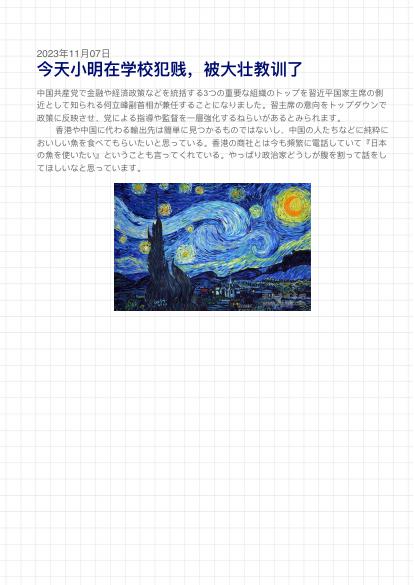 2023年11月07日
今天小明在学校犯贱，被大壮教训了
中国共産党で金融や経済政策などを統括する3つの重要な組織のトップを習近平国家主席の側
近として知られる何立峰副首相が兼任することになりました。習主席の意向をトップダウンで
政策に反映させ、党による指導や監督を一層強化するねらいがあるとみられます。
香港や中国に代わる輸出先は簡単に見つかるものではないし、中国の人たちなどに純粋に
おいしい魚を食べてもらいたいと思っている。香港の商社とは今も頻繁に電話していて『日本
の魚を使いたい』ということも言ってくれている。やっぱり政治家どうしが腹を割って話をし
てほしいなと思っています。